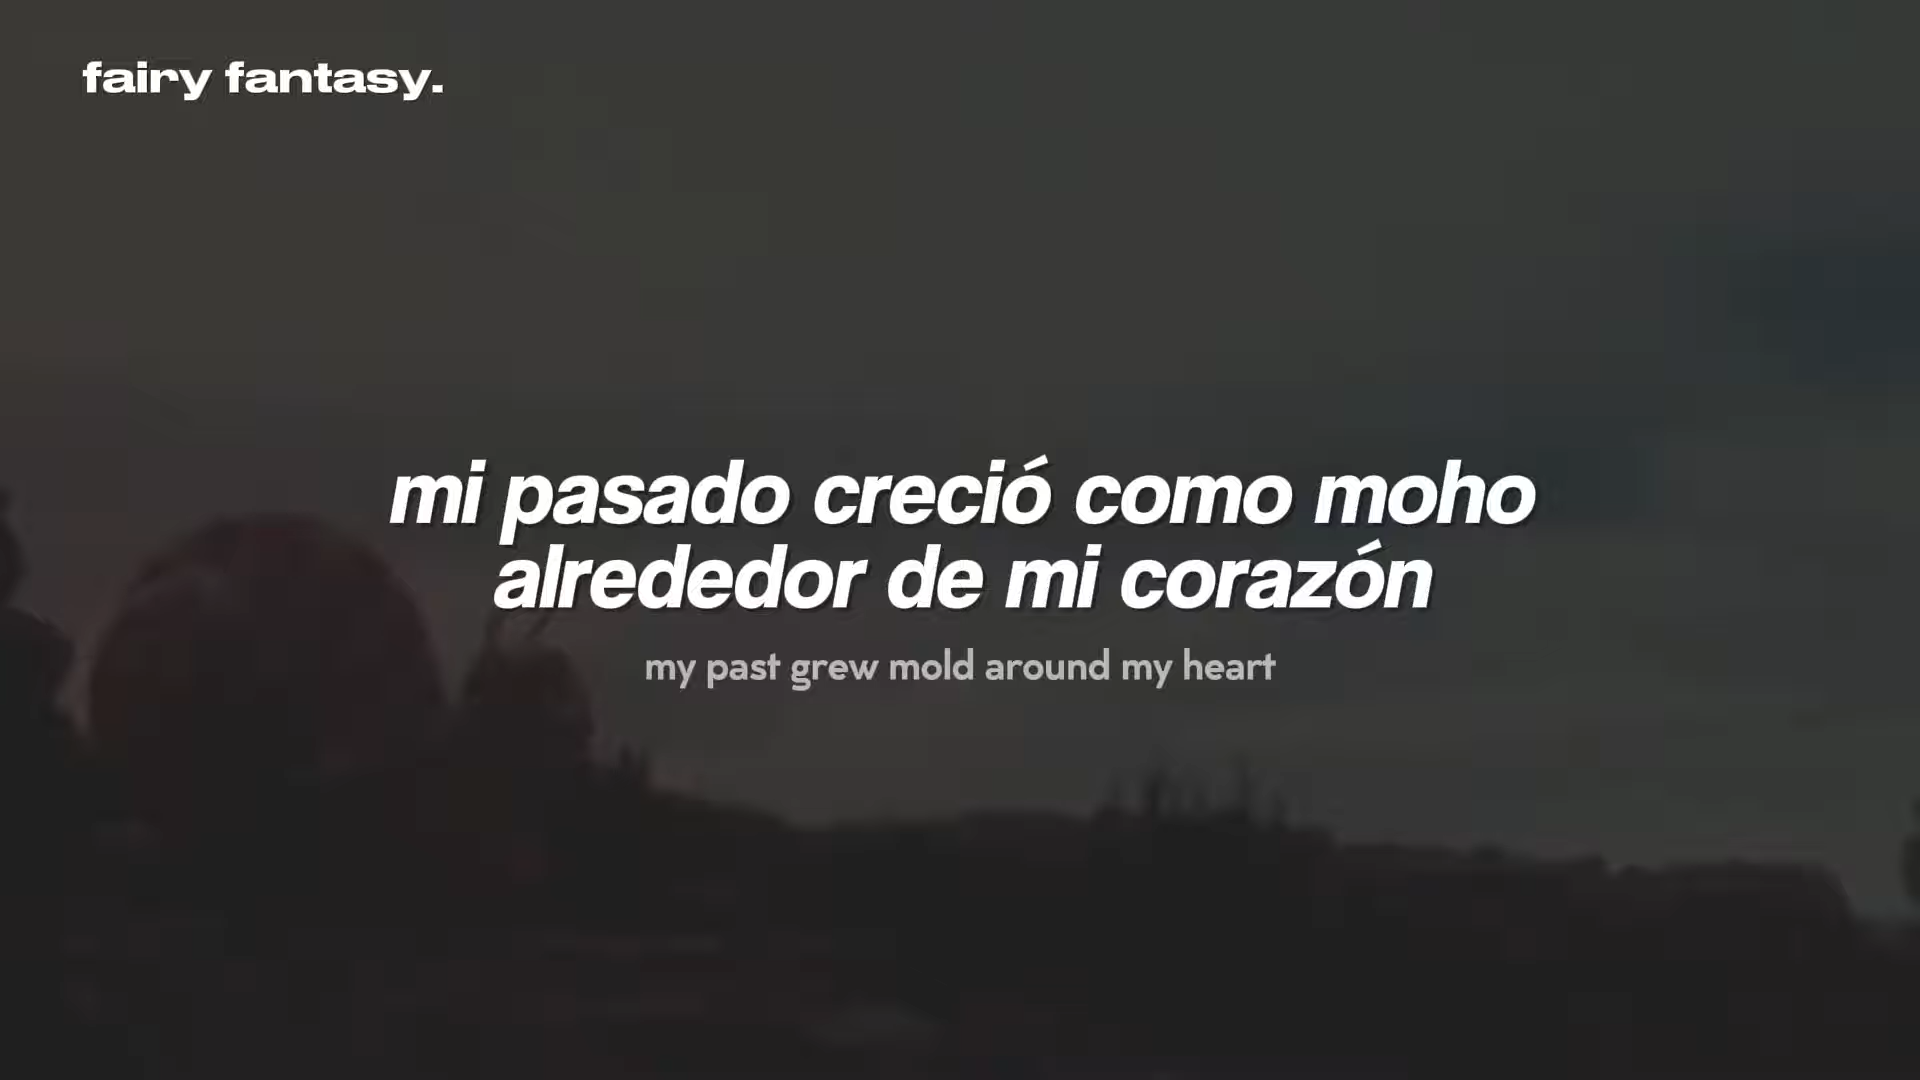 fairy fantasy.
mi pasado creció como moho
alrededor de mi corazón
my past grew mold around my heart